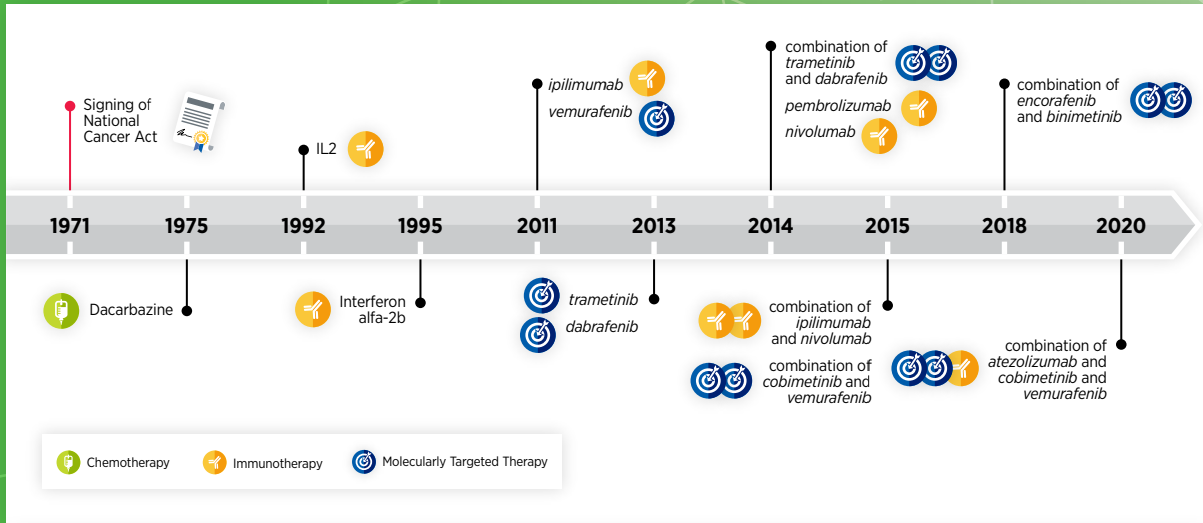 Signing of
National
Cancer Act
IL2
ipilimumab
vemurafenib
combination of
trametinib
and dabrafenib
pembrolizumab
nivolumab
combination of
encorafenib
and binimetinib
1971
1975
1992
1995
2011
2013
2014
2015
2018
2020
Dacarbazine
Interferon
alfa-2b
trametinib
dabrafenib
combination of
ipilimumab
and nivolumab
combination of
cobimetinib and
vemurafenib
combination of
atezolizumab and
cobimetinib and
vemurafenib
Chemotherapy
Immunotherapy
Molecularly Targeted Therapy